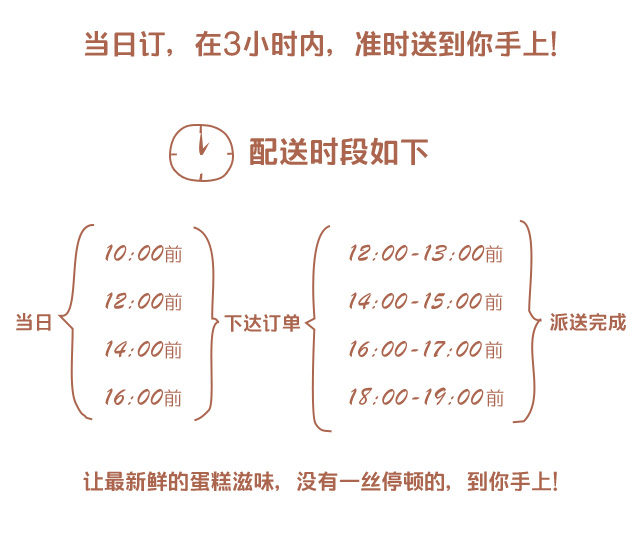 当日订，在3小时内，准时送到你手上!
配送时段如下
10:00前 12:00-13:00前
12:00前 14:00-15:00前
当日 下达订单 派送完成
14:00前 16:00-17:00前
16:00前 18:00-19:00前
让最新鲜的蛋糕滋味，没有一丝停顿的，到你手上!